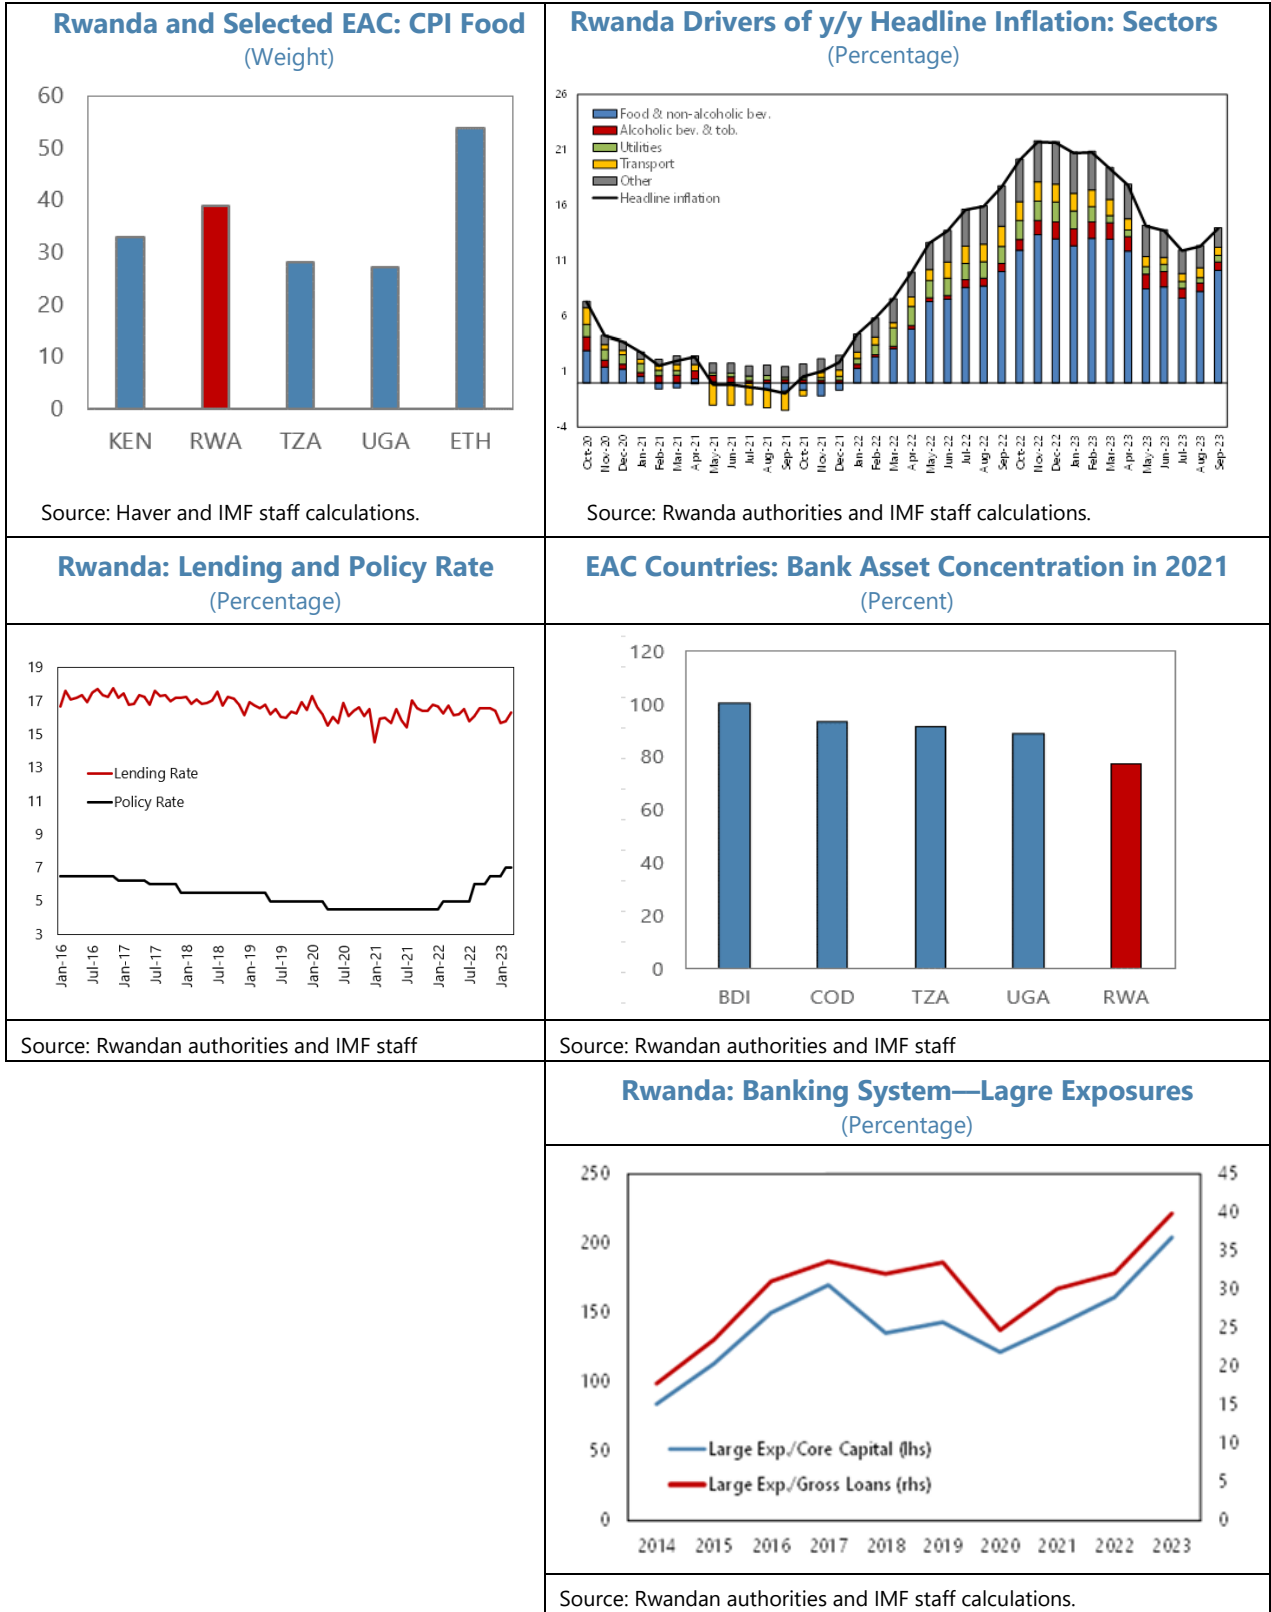 Rwanda and Selected EAC: CPI Food
(Weight)
60
50
40
30
20
10
0
KEN RWA TZA UGA ETH
Source: Haver and IMF staff calculations.
Rwanda Drivers of y/y Headline Inflation: Sectors
(Percentage)
26
21
16
11
6
1
-4
Food & non-alcoholic bev.
Alcoholic bev. & tob.
Utilities
Transport
Other
Headline inflation
Oct-20 Nov-20 Dec-20 Jan-21 Feb-21 Mar-21 Apr-21 May-21 Jun-21 Jul-21 Aug-21 Sep-21 Oct-21 Nov-21 Dec-21 Jan-22 Feb-22 Mar-22 Apr-22 May-22 Jun-22 Jul-22 Aug-22 Sep-22 Oct-22 Nov-22 Dec-22 Jan-23 Feb-23 Mar-23 Apr-23 May-23 Jun-23 Jul-23 Aug-23 Sep-23
Source: Rwanda authorities and IMF staff calculations.
Rwanda: Lending and Policy Rate
(Percentage)
19
17
15
13
11
9
7
5
3
Lending Rate
Policy Rate
Jan-16 Jul-16 Jan-17 Jul-17 Jan-18 Jul-18 Jan-19 Jul-19 Jan-20 Jul-20 Jan-21 Jul-21 Jan-22 Jul-22 Jan-23
Source: Rwandan authorities and IMF staff
EAC Countries: Bank Asset Concentration in 2021
(Percent)
120
100
80
60
40
20
0
BDI COD TZA UGA RWA
Source: Rwandan authorities and IMF staff
Rwanda: Banking System—Lagre Exposures
(Percentage)
250
200
150
100
50
0
45
40
35
30
25
20
15
10
5
0
Large Exp./Core Capital (lhs)
Large Exp./Gross Loans (rhs)
2014 2015 2016 2017 2018 2019 2020 2021 2022 2023
Source: Rwandan authorities and IMF staff calculations.